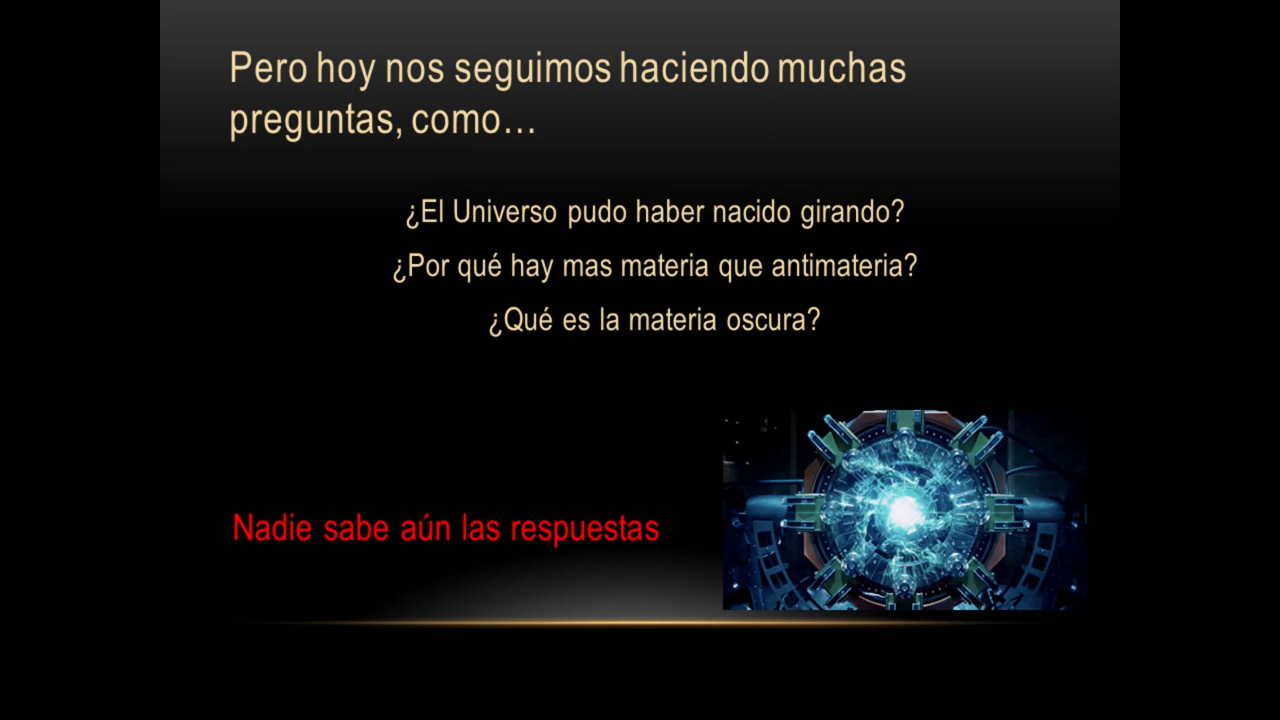 Pero hoy nos seguimos haciendo muchas
preguntas, como…
¿El Universo pudo haber nacido girando?
¿Por qué hay mas materia que antimateria?
¿Qué es la materia oscura?
Nadie sabe aún las respuestas